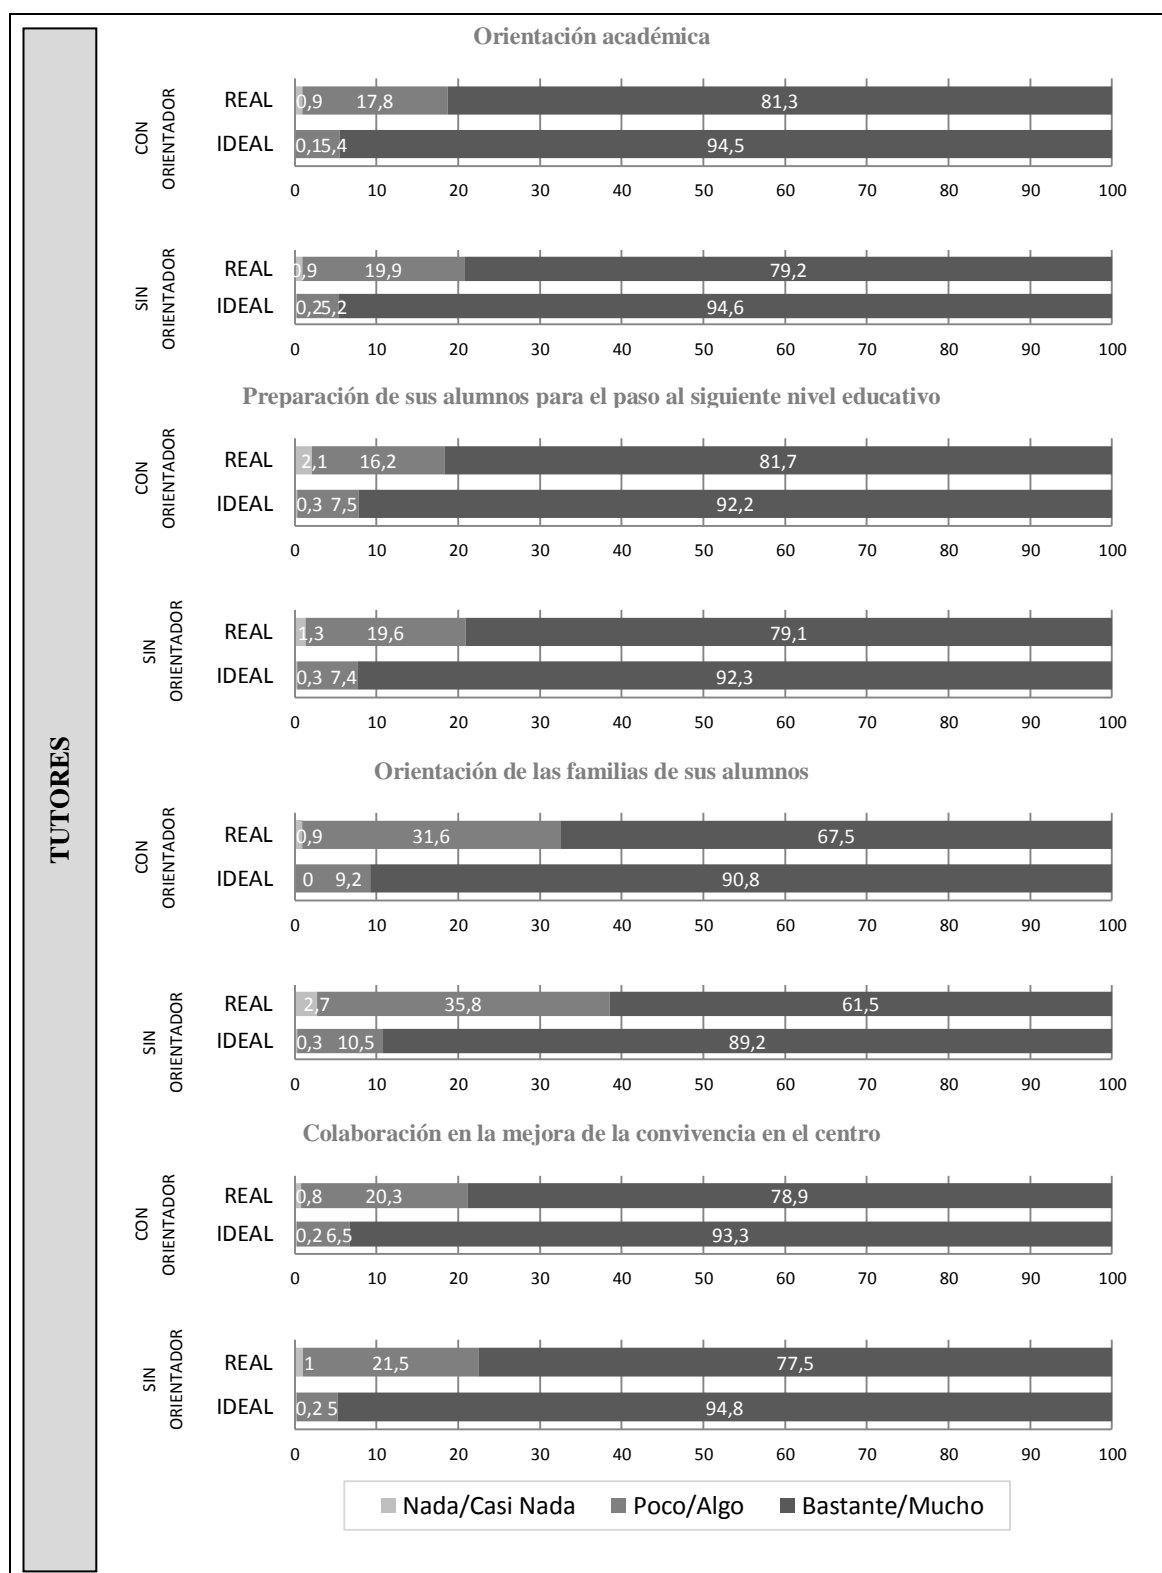 TUTORES
Orientación académica
CON
ORIENTADOR
REAL
0,9 17,8 81,3
IDEAL
0,1 5,4 94,5
0 10 20 30 40 50 60 70 80 90 100
SIN
ORIENTADOR
REAL
0,9 19,9 79,2
IDEAL
0,2 5,2 94,6
0 10 20 30 40 50 60 70 80 90 100
Preparación de sus alumnos para el paso al siguiente nivel educativo
CON
ORIENTADOR
REAL
2,1 16,2 81,7
IDEAL
0,3 7,5 92,2
0 10 20 30 40 50 60 70 80 90 100
SIN
ORIENTADOR
REAL
1,3 19,6 79,1
IDEAL
0,3 7,4 92,3
0 10 20 30 40 50 60 70 80 90 100
Orientación de las familias de sus alumnos
CON
ORIENTADOR
REAL
0,9 31,6 67,5
IDEAL
0 9,2 90,8
0 10 20 30 40 50 60 70 80 90 100
SIN
ORIENTADOR
REAL
2,7 35,8 61,5
IDEAL
0,3 10,5 89,2
0 10 20 30 40 50 60 70 80 90 100
Colaboración en la mejora de la convivencia en el centro
CON
ORIENTADOR
REAL
0,8 20,3 78,9
IDEAL
0,2 6,5 93,3
0 10 20 30 40 50 60 70 80 90 100
SIN
ORIENTADOR
REAL
1 21,5 77,5
IDEAL
0,2 5 94,8
0 10 20 30 40 50 60 70 80 90 100
Nada/Casi Nada Poco/Algo Bastante/Mucho